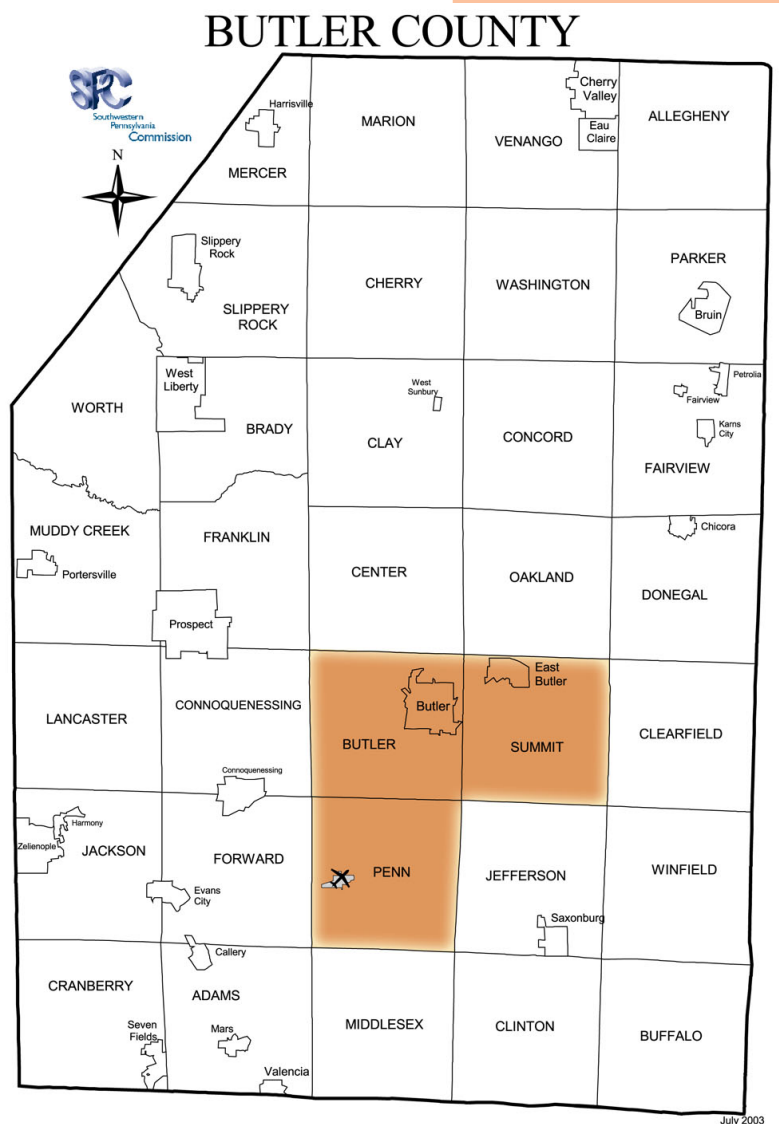 BUTLER COUNTY
SPC
Southwestern
Pennsylvania
Commission
N
Harrisville
MERCER
MARION
VENANGO
Cherry
Valley
Eau
Claire
ALLEGHENY
Slippery
Rock
SLIPPERY
ROCK
CHERRY
WASHINGTON
PARKER
Bruin
WORTH
West
Liberty
BRADY
West
Sunbury
CLAY
CONCORD
Petrolia
Fairview
Karns
City
FAIRVIEW
MUDDY CREEK
Portersville
FRANKLIN
Prospect
CENTER
OAKLAND
Chicora
DONEGAL
LANCASTER
CONNOQUENESSING
Connoquenessing
Butler
BUTLER
East
Butler
SUMMIT
CLEARFIELD
Harmony
Zelienople
JACKSON
FORWARD
Evans
City
PENN
JEFFERSON
Saxonburg
WINFIELD
CRANBERRY
Seven
Fields
Callery
ADAMS
Mars
Valencia
MIDDLESEX
CLINTON
BUFFALO
July 2003